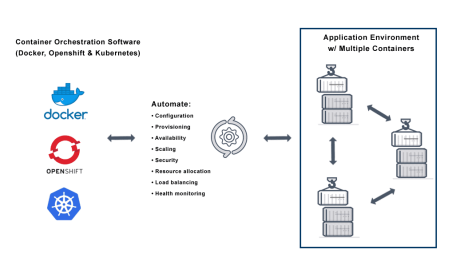 Container Orchestration Software
(Docker, Openshift & Kubernetes)
docker
OPENSHIFT
Automate:
• Configuration
• Provisioning
• Availability
• Scaling
• Security
• Resource allocation
• Load balancing
• Health monitoring
Application Environment
w/ Multiple Containers